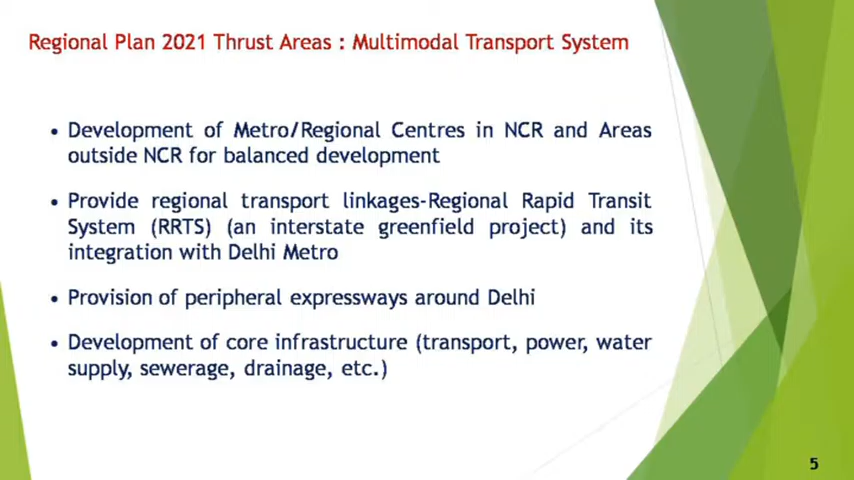 Regional Plan 2021 Thrust Areas : Multimodal Transport System
• Development of Metro/Regional Centres in NCR and Areas
outside NCR for balanced development
• Provide regional transport linkages-Regional Rapid Transit
System (RRTS) (an interstate greenfield project) and its
integration with Delhi Metro
• Provision of peripheral expressways around Delhi
• Development of core infrastructure (transport, power, water
supply, sewerage, drainage, etc.)
5